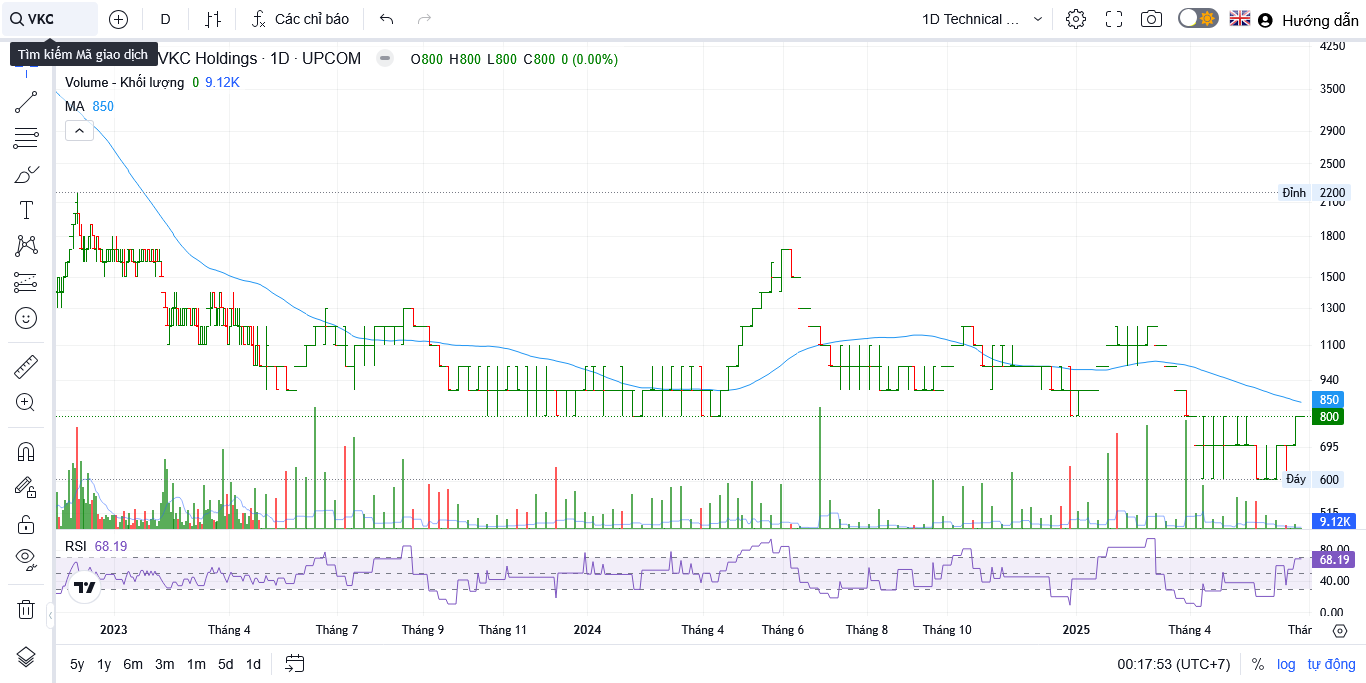 VKC D Các chỉ báo 1D Technical ... Hướng dẫn
Tìm kiếm Mã giao dịch
VKC Holdings · 1D · UPCOM O800 H800 L800 C800 0 (0.00%)
Volume - Khối lượng 0 9.12K
MA 850
4250
3500
2900
2500
Đỉnh 2200
2100
1800
1500
1300
1100
940
850
800
695
Đáy 600
515
9.12K
RSI 68.19
80.00
68.19
40.00
0.00
2023 Tháng 4 Tháng 7 Tháng 9 Tháng 11 2024 Tháng 4 Tháng 6 Tháng 8 Tháng 10 2025 Tháng 4 Thár
5y 1y 6m 3m 1m 5d 1d 00:17:53 (UTC+7) % log tự động